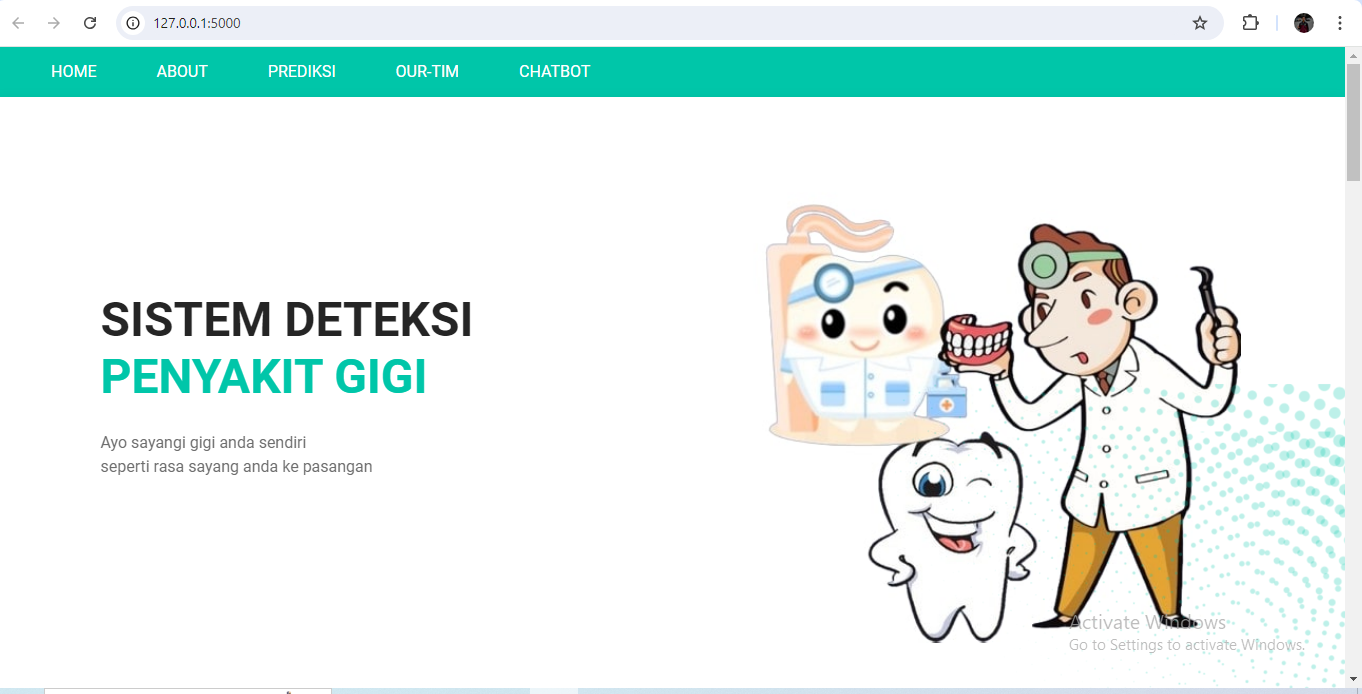 127.0.0.1:5000
HOME ABOUT PREDIKSI OUR-TIM CHATBOT
SISTEM DETEKSI
PENYAKIT GIGI
Ayo sayangi gigi anda sendiri
seperti rasa sayang anda ke pasangan
Activate Windows
Go to Settings to activate Windows.